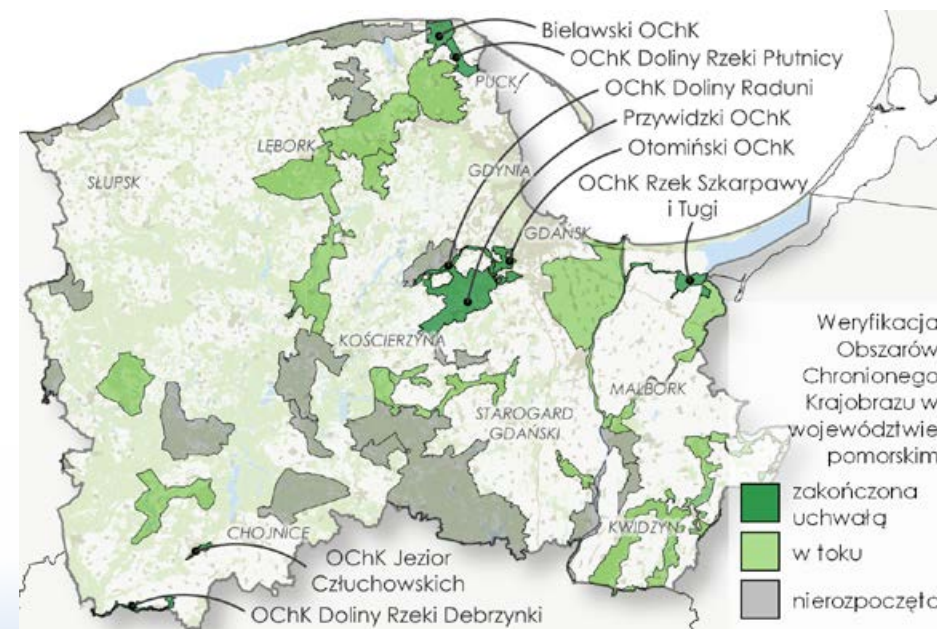 Bielawski OChK
OChK Doliny Rzeki Płutnicy
PUCK
OChK Doliny Raduni
Przywidzki OChK
LĘBORK
Otomiński OChK
GDYNIA
SŁUPSK
OChK Rzek Szkarpawy
i Tugi
GDAŃSK
Weryfikacja
Obszarów
Chronionego
Krajobrazu w
województwie
pomorskim
KOŚCIERZYNA
MALBORK
STAROGARD
GDAŃSKI
zakończona
uchwałą
KWIDZYN
CHOJNICE
w toku
OChK Jezior
Człuchowskich
OChK Doliny Rzeki Debrzynki
nierozpoczęta